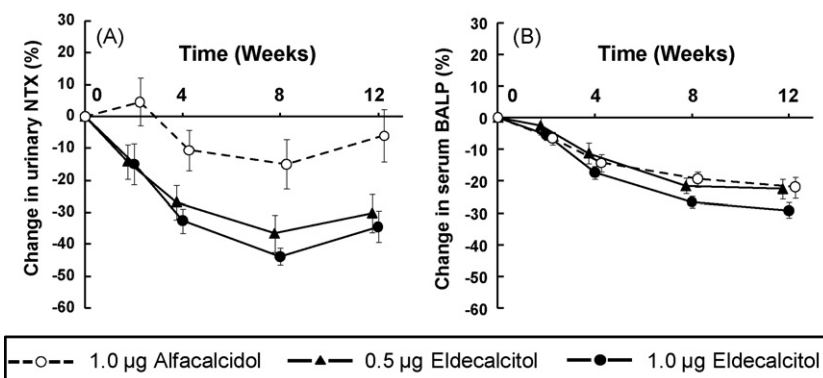 (A)
Time (Weeks)
Change in urinary NTX (%)
30
20
10
0
-10
-20
-30
-40
-50
-60
0 4 8 12
(B)
Time (Weeks)
Change in serum BALP (%)
30
20
10
0
-10
-20
-30
-40
-50
-60
0 4 8 12
1.0 µg Alfacalcidol 0.5 µg Eldecalcitol 1.0 µg Eldecalcitol